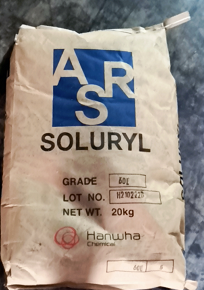 ASR
SOLURYL
GRADE
LOT NO.
NET WT. 20kg
Hanwha
Chemical